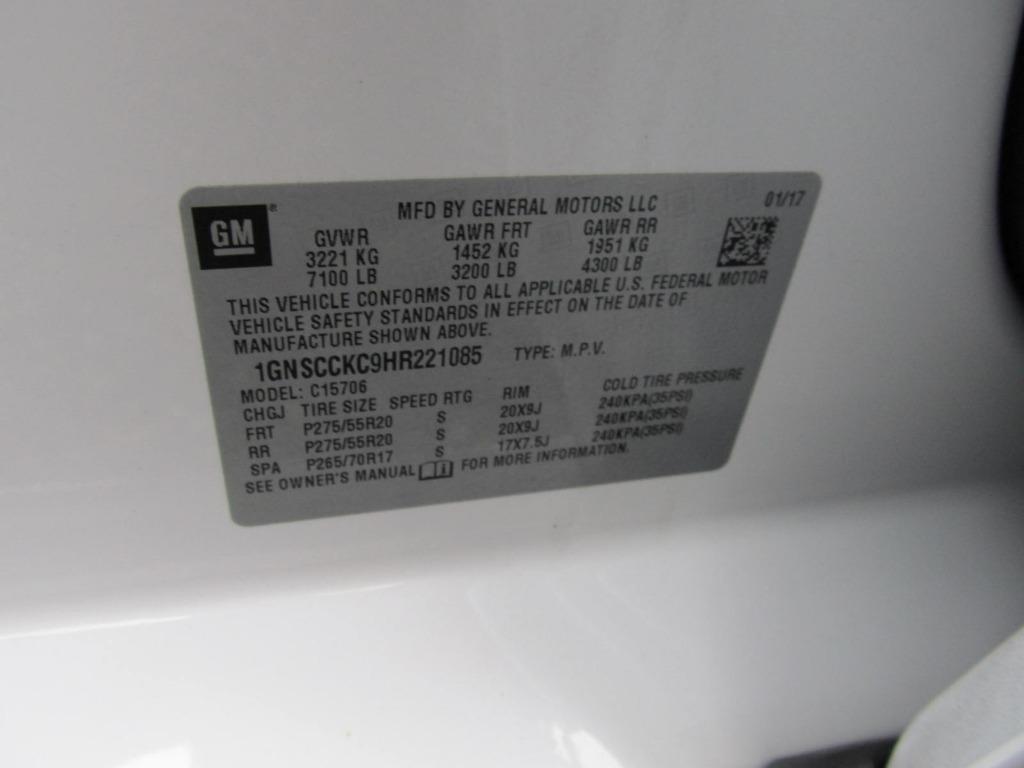 GM ®
MFD BY GENERAL MOTORS LLC 01/17
GVWR GAWR FRT GAWR RR
3221 KG 1452 KG 1951 KG
7100 LB 3200 LB 4300 LB
THIS VEHICLE CONFORMS TO ALL APPLICABLE U.S. FEDERAL MOTOR
VEHICLE SAFETY STANDARDS IN EFFECT ON THE DATE OF
MANUFACTURE SHOWN ABOVE.
1GNSCCKC9HR221085 TYPE: M.P.V.
MODEL: C15706
CHGJ TIRE SIZE SPEED RTG RIM COLD TIRE PRESSURE
FRT P275/55R20 S 20X9J 240KPA(35PSI)
RR P275/55R20 S 20X9J 240KPA(35PSI)
SPA P265/70R17 S 17X7.5J 240KPA(35PSI)
SEE OWNER'S MANUAL FOR MORE INFORMATION.